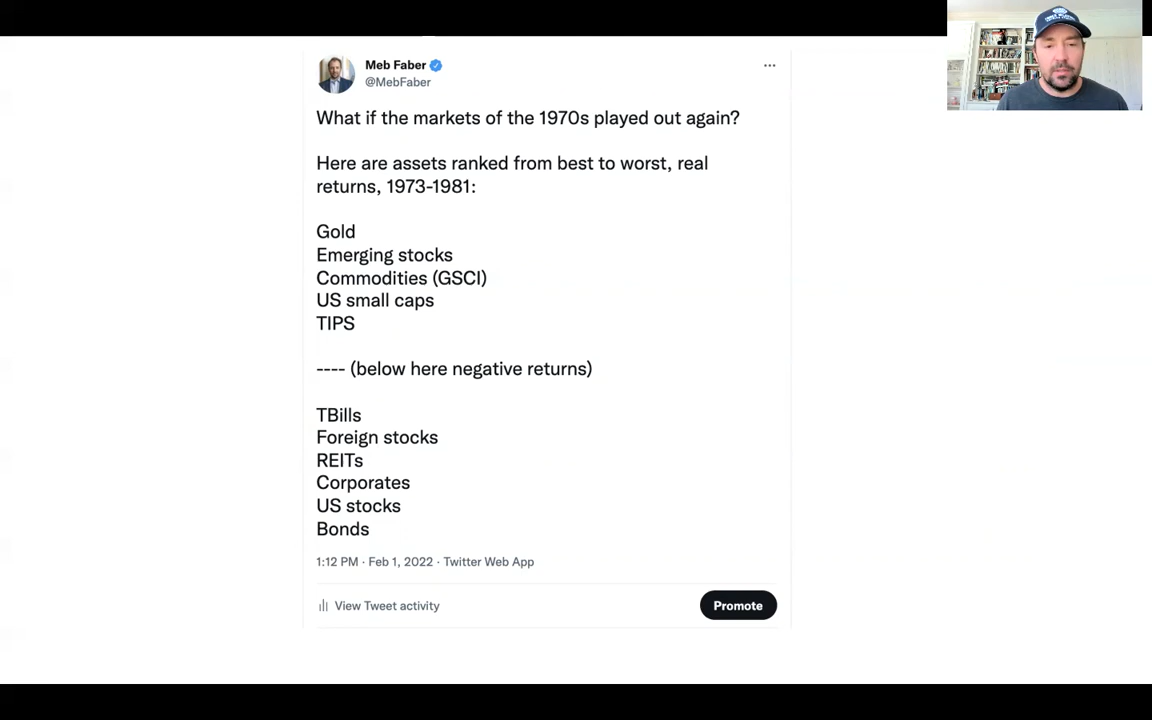 Meb Faber
@MebFaber
What if the markets of the 1970s played out again?
Here are assets ranked from best to worst, real
returns, 1973-1981:
Gold
Emerging stocks
Commodities (GSCI)
US small caps
TIPS
---- (below here negative returns)
TBills
Foreign stocks
REITs
Corporates
US stocks
Bonds
1:12 PM · Feb 1, 2022 · Twitter Web App
View Tweet activity
Promote